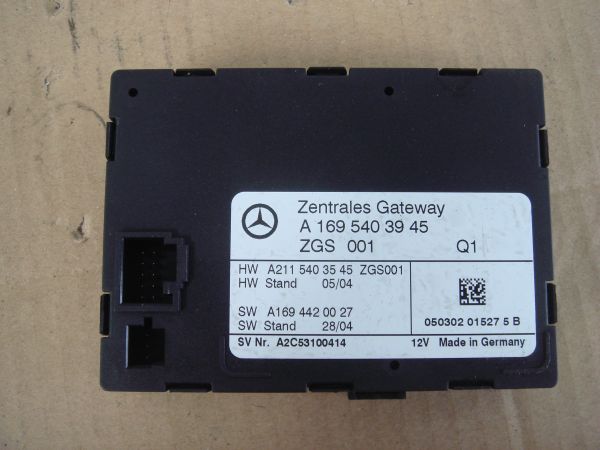 Zentrales Gateway
A 169 540 39 45
ZGS 001 Q1
HW A211 540 35 45 ZGS001
HW Stand 05/04
SW A169 442 00 27
SW Stand 28/04
050302 01527 5 B
SV Nr. A2C53100414 12V Made in Germany